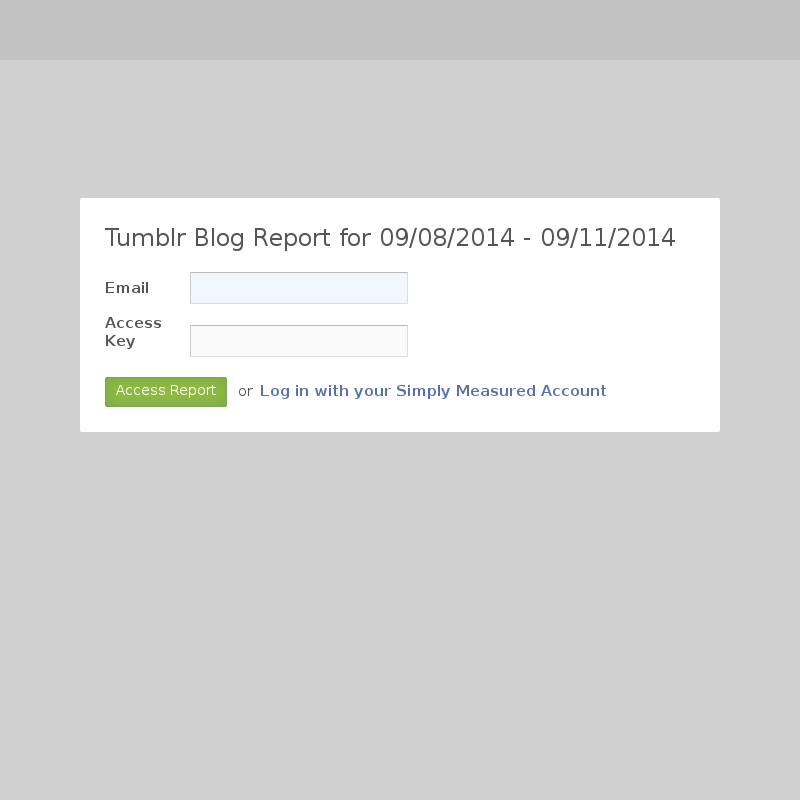 Tumblr Blog Report for 09/08/2014 - 09/11/2014
Email
Access
Key
Access Report or Log in with your Simply Measured Account